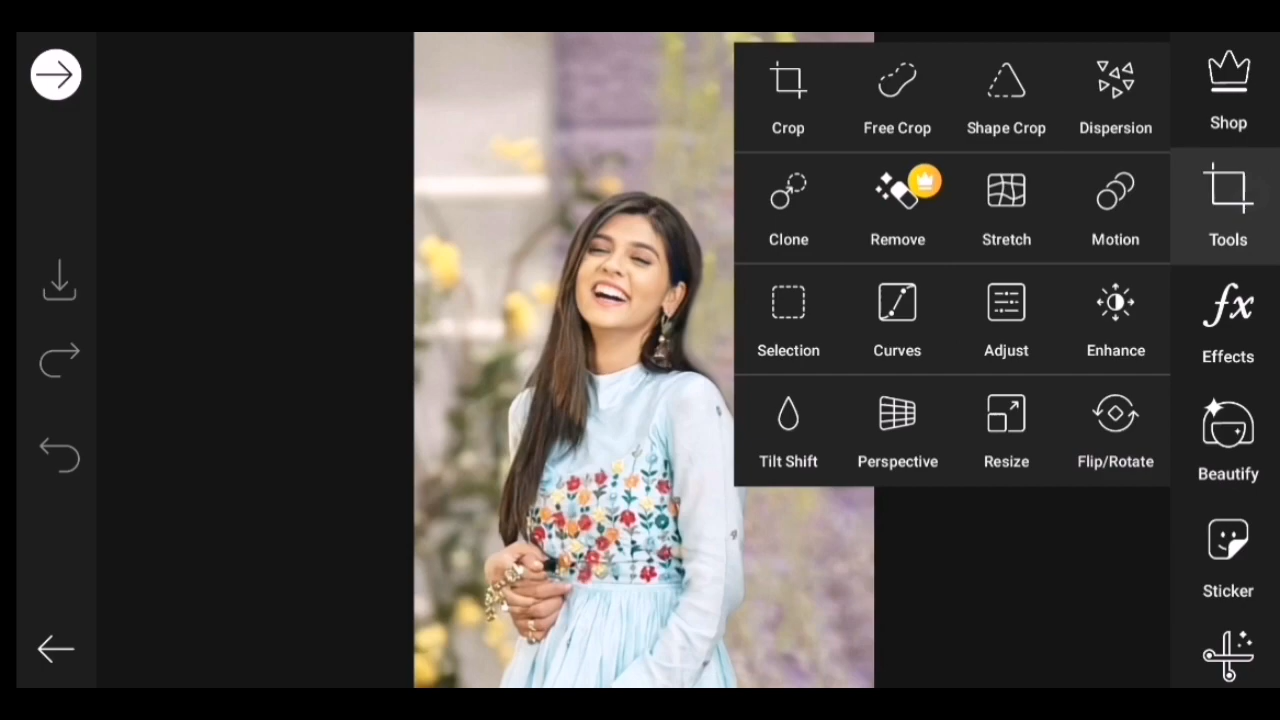 Crop Free Crop Shape Crop Dispersion
Clone Remove Stretch Motion
Selection Curves Adjust Enhance
Tilt Shift Perspective Resize Flip/Rotate
Shop
Tools
fx
Effects
Beautify
Sticker